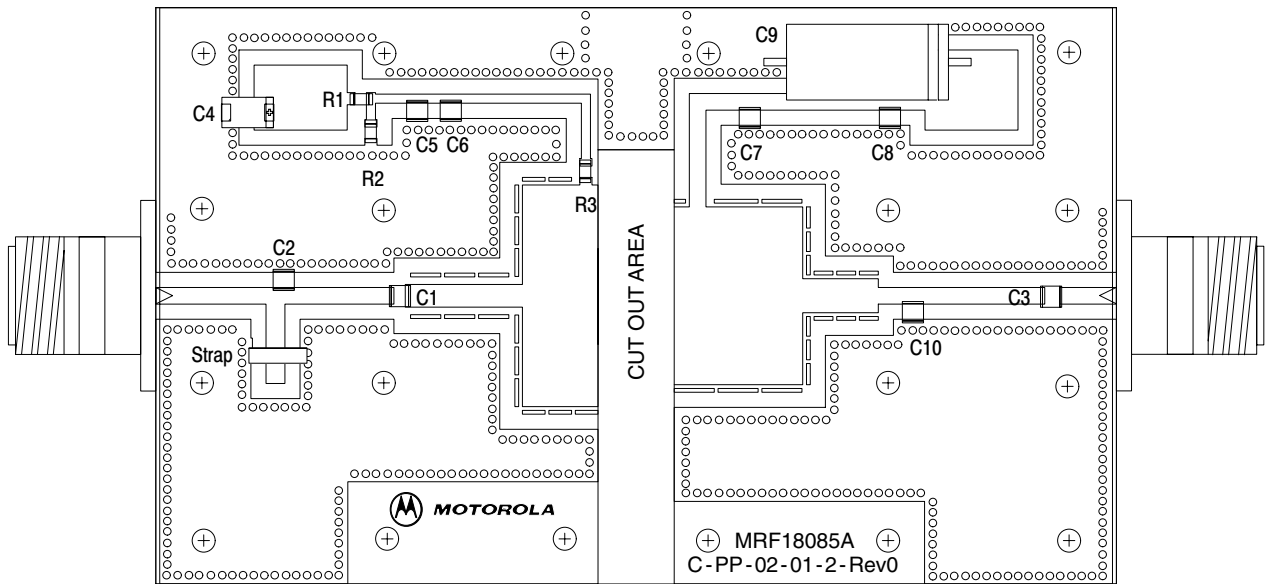 C9
C4
+
R1
C5
C6
C7
C8
R2
R3
C2
C1
C3
C10
Strap
CUT OUT AREA
MOTOROLA
MRF18085A
C-PP-02-01-2-Rev0